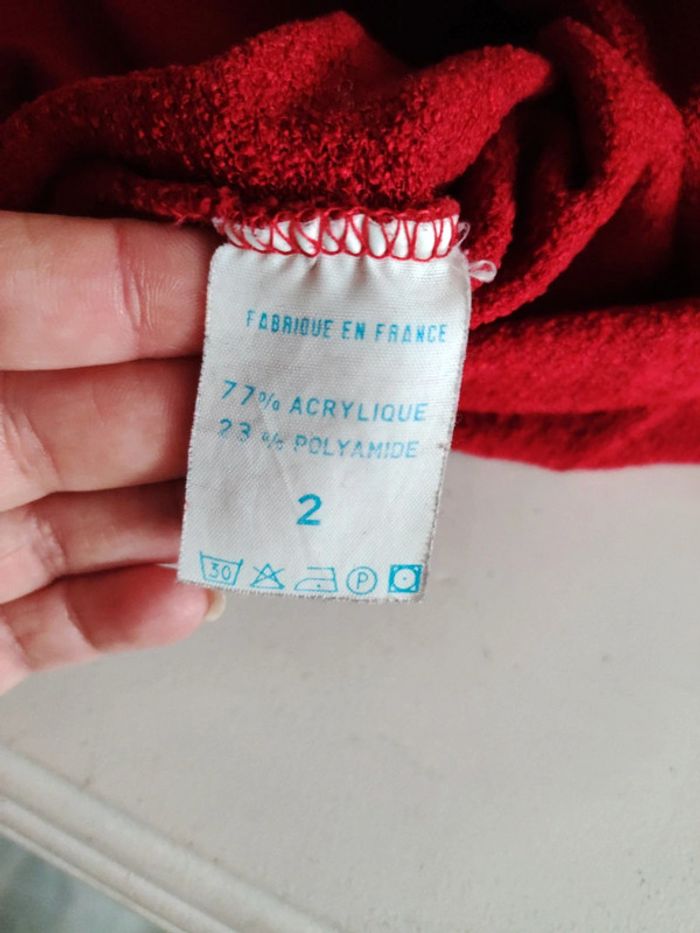 FABRIQUE EN FRANCE
77% ACRYLIQUE
23% POLYAMIDE
2
30 P